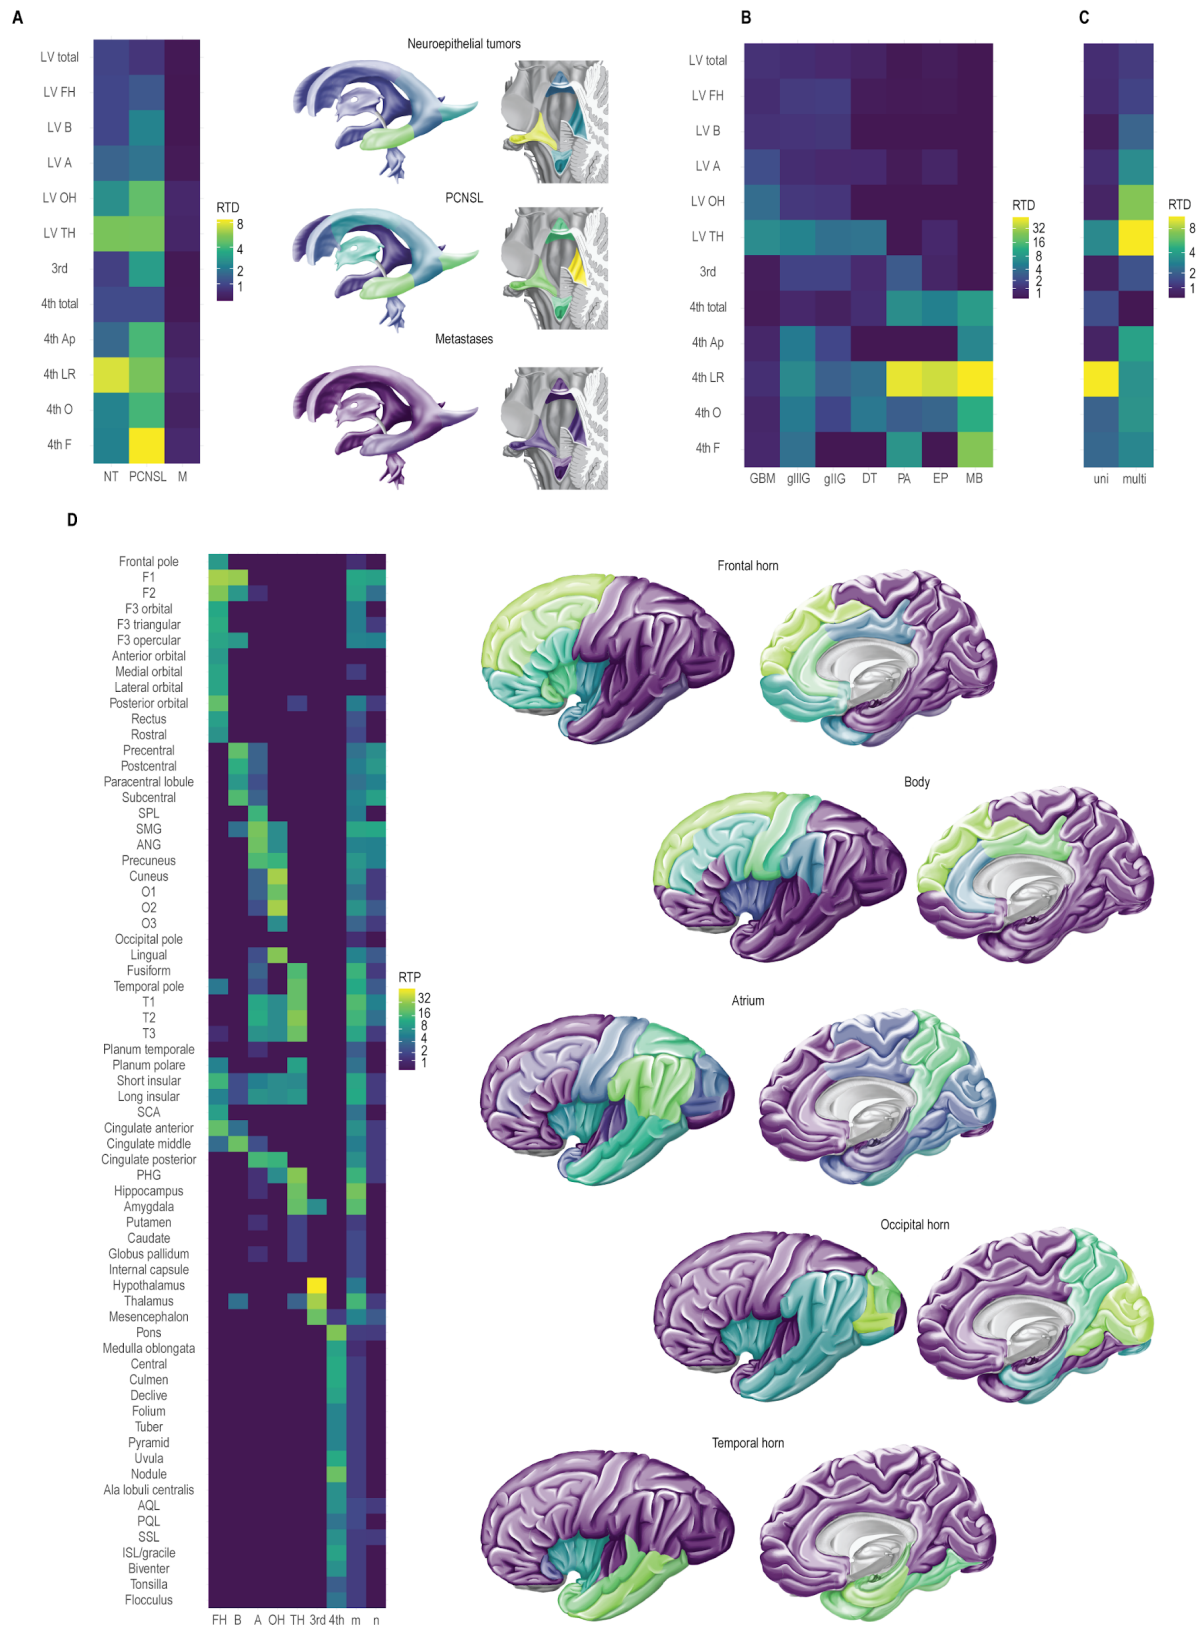 A
LV total
LV FH
LV B
LV A
LV OH
LV TH
3rd
4th total
4th Ap
4th LR
4th O
4th F
NT PCNSL M
RTD
8
4
2
1
Neuroepithelial tumors
PCNSL
Metastases
B
LV total
LV FH
LV B
LV A
LV OH
LV TH
3rd
4th total
4th Ap
4th LR
4th O
4th F
GBM gIIIG gIIG DT PA EP MB
RTD
32
16
8
4
2
1
C
uni multi
RTD
8
4
2
1
D
Frontal pole
F1
F2
F3 orbital
F3 triangular
F3 opercular
Anterior orbital
Medial orbital
Lateral orbital
Posterior orbital
Rectus
Rostral
Precentral
Postcentral
Paracentral lobule
Subcentral
SPL
SMG
ANG
Precuneus
Cuneus
O1
O2
O3
Occipital pole
Lingual
Fusiform
Temporal pole
T1
T2
T3
Planum temporale
Planum polare
Short insular
Long insular
SCA
Cingulate anterior
Cingulate middle
Cingulate posterior
PHG
Hippocampus
Amygdala
Putamen
Caudate
Globus pallidum
Internal capsule
Hypothalamus
Thalamus
Mesencephalon
Pons
Medulla oblongata
Central
Culmen
Declive
Folium
Tuber
Pyramid
Uvula
Nodule
Ala lobuli centralis
AQL
PQL
SSL
ISL/gracile
Biventer
Tonsilla
Flocculus
FH B A OH TH 3rd 4th m n
RTP
32
16
8
4
2
1
Frontal horn
Body
Atrium
Occipital horn
Temporal horn